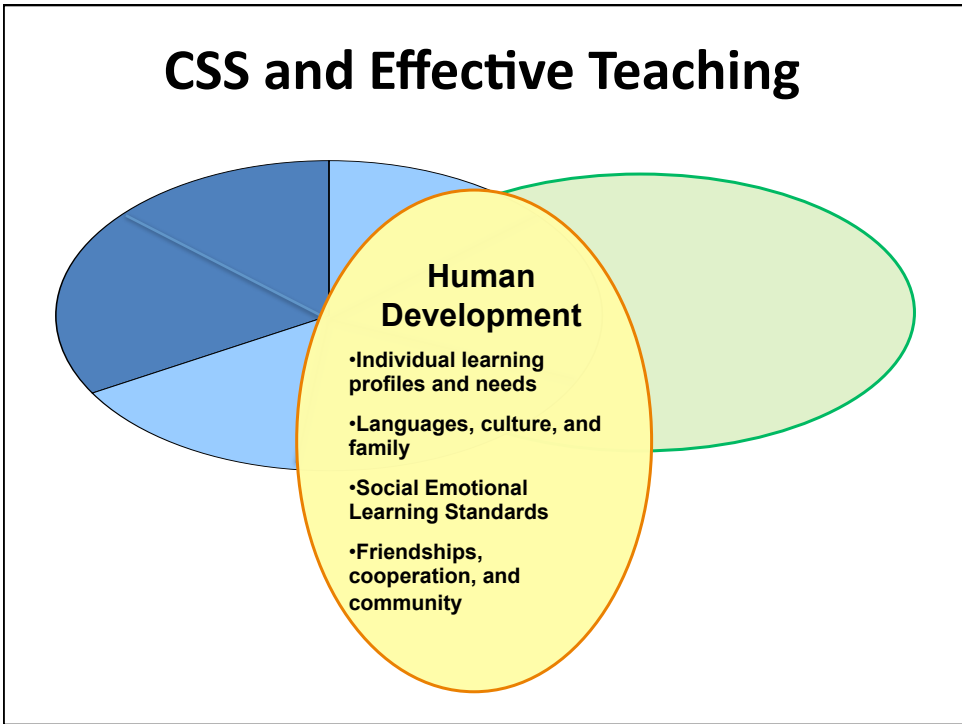 CSS and Effective Teaching
Human
Development
•Individual learning
profiles and needs
•Languages, culture, and
family
•Social Emotional
Learning Standards
•Friendships,
cooperation, and
community